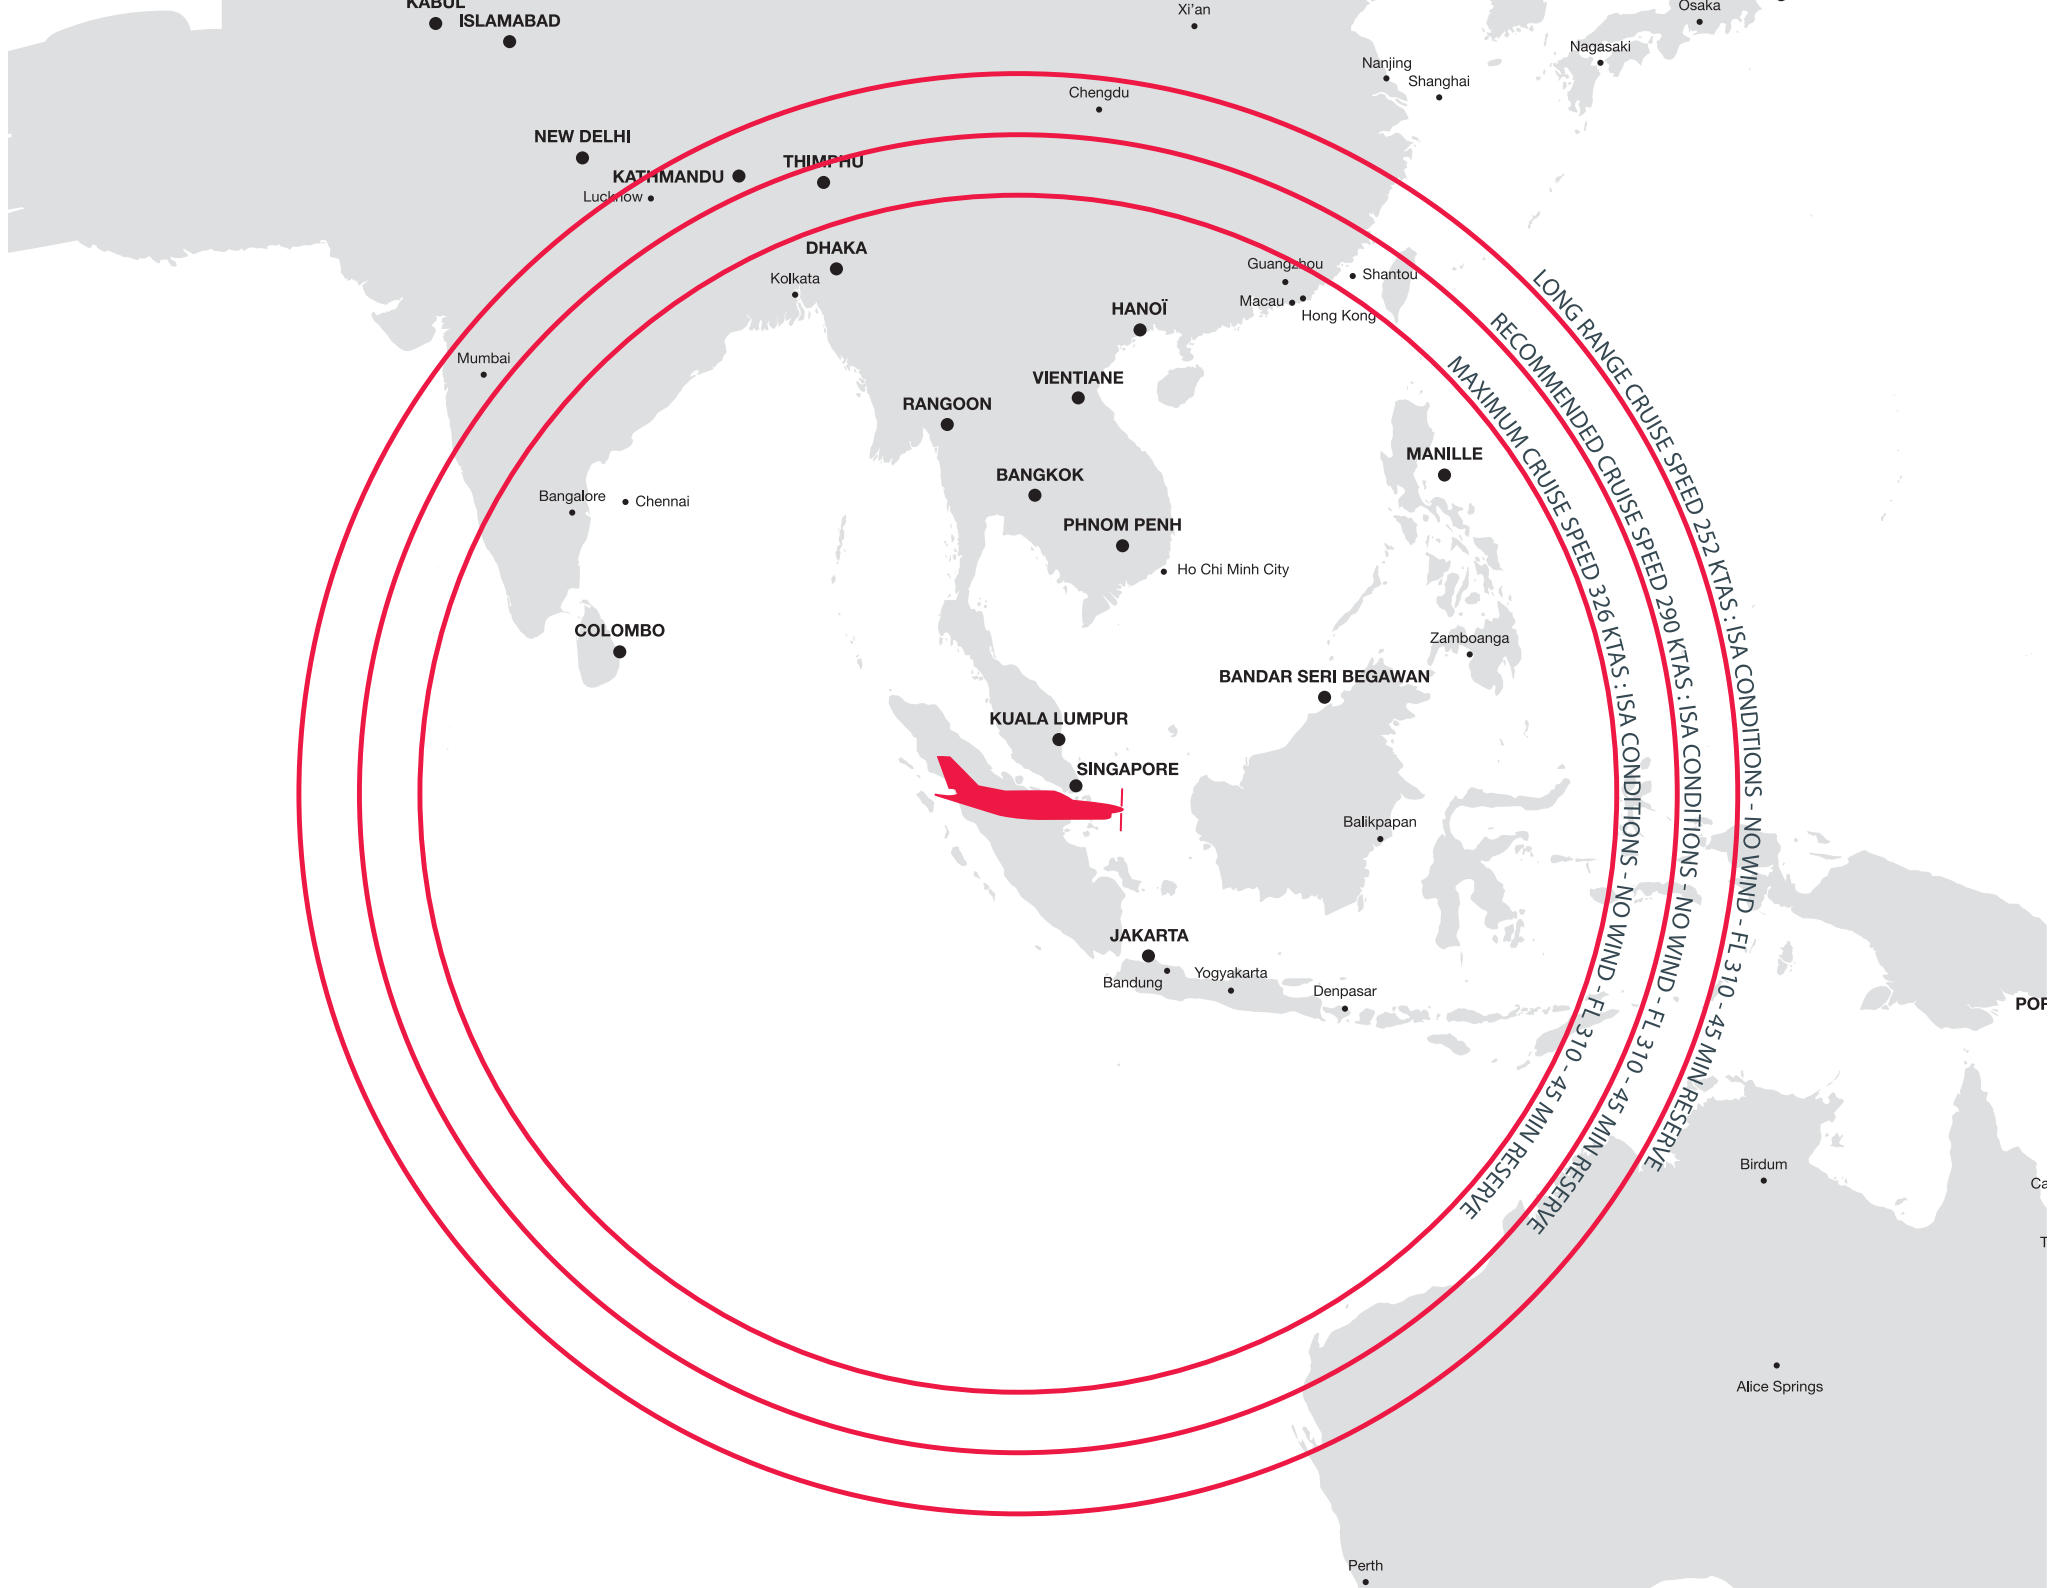 KABUL
ISLAMABAD
Xi'an
Osaka
Nagasaki
Nanjing
Shanghai
Chengdu
NEW DELHI
THIMPHU
KATHMANDU
Lucknow
DHAKA
Kolkata
Guangzhou
Shantou
Macau
Hong Kong
HANOÏ
Mumbai
VIENTIANE
RANGOON
MANILLE
BANGKOK
Bangalore
Chennai
PHNOM PENH
Ho Chi Minh City
COLOMBO
Zamboanga
BANDAR SERI BEGAWAN
KUALA LUMPUR
SINGAPORE
Balikpapan
JAKARTA
Bandung
Yogyakarta
Denpasar
Birdum
Alice Springs
Perth
LONG RANGE CRUISE SPEED 252 KTAS : ISA CONDITIONS - NO WIND - FL 310 - 45 MIN RESERVE
RECOMMENDED CRUISE SPEED 290 KTAS : ISA CONDITIONS - NO WIND - FL 310 - 45 MIN RESERVE
MAXIMUM CRUISE SPEED 326 KTAS : ISA CONDITIONS - NO WIND - FL 310 - 45 MIN RESERVE